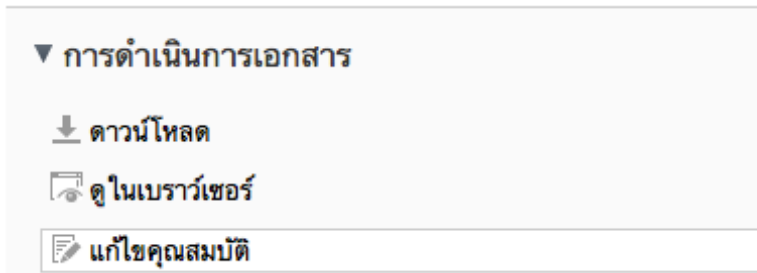 การดำเนินการเอกสาร
ดาวน์โหลด
ดูในเบราว์เซอร์
แก้ไขคุณสมบัติ